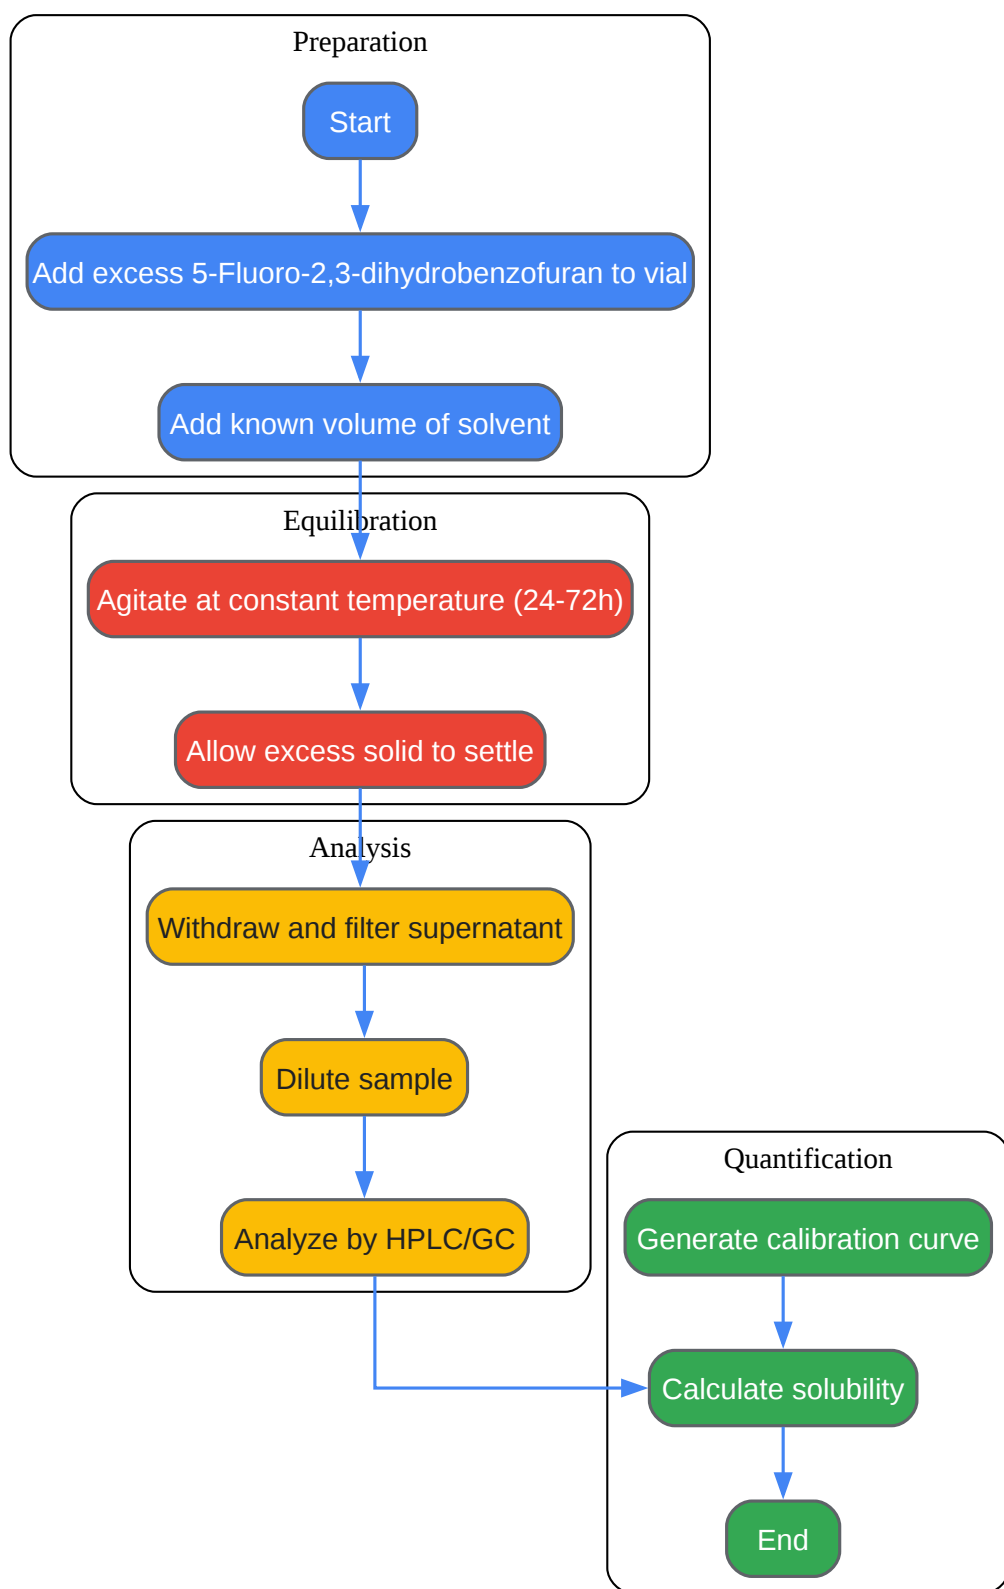 Preparation
Start
Add excess 5-Fluoro-2,3-dihydrobenzofuran to vial
Add known volume of solvent
Equilibration
Agitate at constant temperature (24-72h)
Allow excess solid to settle
Analysis
Withdraw and filter supernatant
Dilute sample
Analyze by HPLC/GC
Quantification
Generate calibration curve
Calculate solubility
End